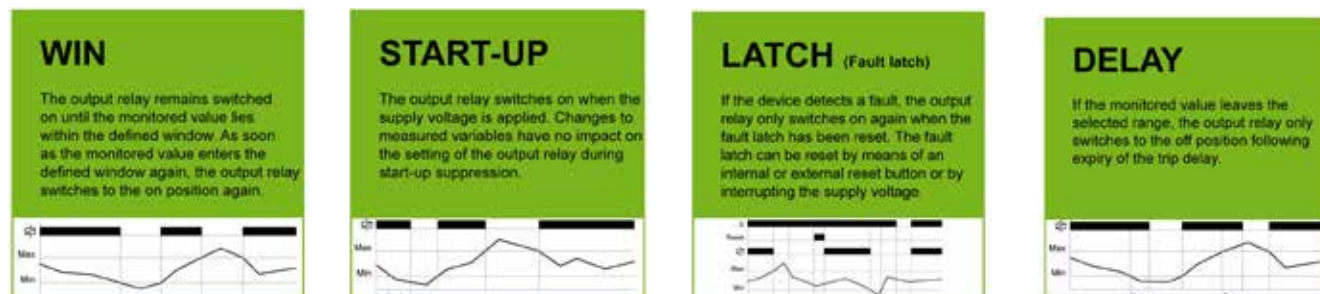 WIN
The output relay remains switched
on until the monitored value lies
within the defined window. As soon
as the monitored value enters the
defined window again, the output relay
switches to the on position again.
Max
Min
START-UP
The output relay switches on when the
supply voltage is applied. Changes to
measured variables have no impact on
the setting of the output relay during
start-up suppression.
Max
Min
LATCH (Fault latch)
If the device detects a fault, the output
relay only switches on again when the
fault latch has been reset. The fault
latch can be reset by means of an
internal or external reset button or by
interrupting the supply voltage.
Reset
Max
Min
DELAY
If the monitored value leaves the
selected range, the output relay only
switches to the off position following
expiry of the trip delay.
Max
Min